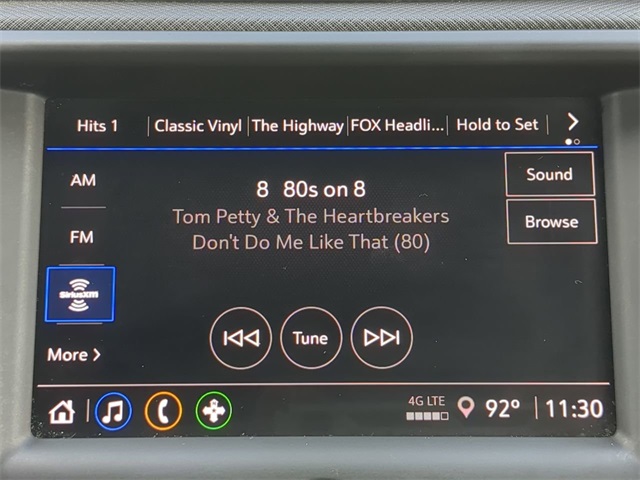 Hits 1 Classic Vinyl The Highway FOX Headli... Hold to Set
AM
8 80s on 8
Sound
Tom Petty & The Heartbreakers
Browse
FM
Don't Do Me Like That (80)
SiriusXM
Tune
More
4G LTE
92° 11:30